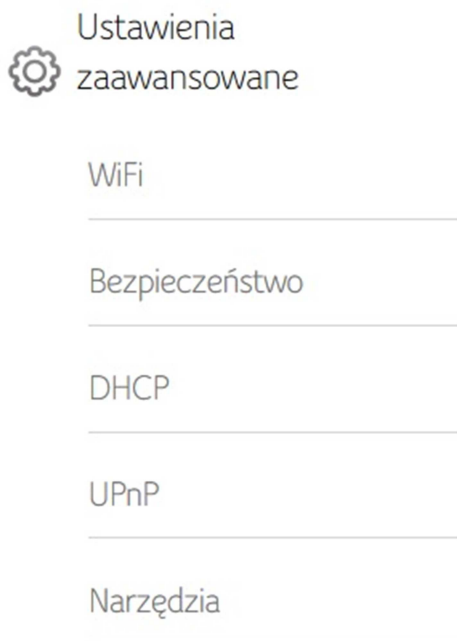 Ustawienia
zaawansowane
WiFi
Bezpieczeństwo
DHCP
UPnP
Narzędzia